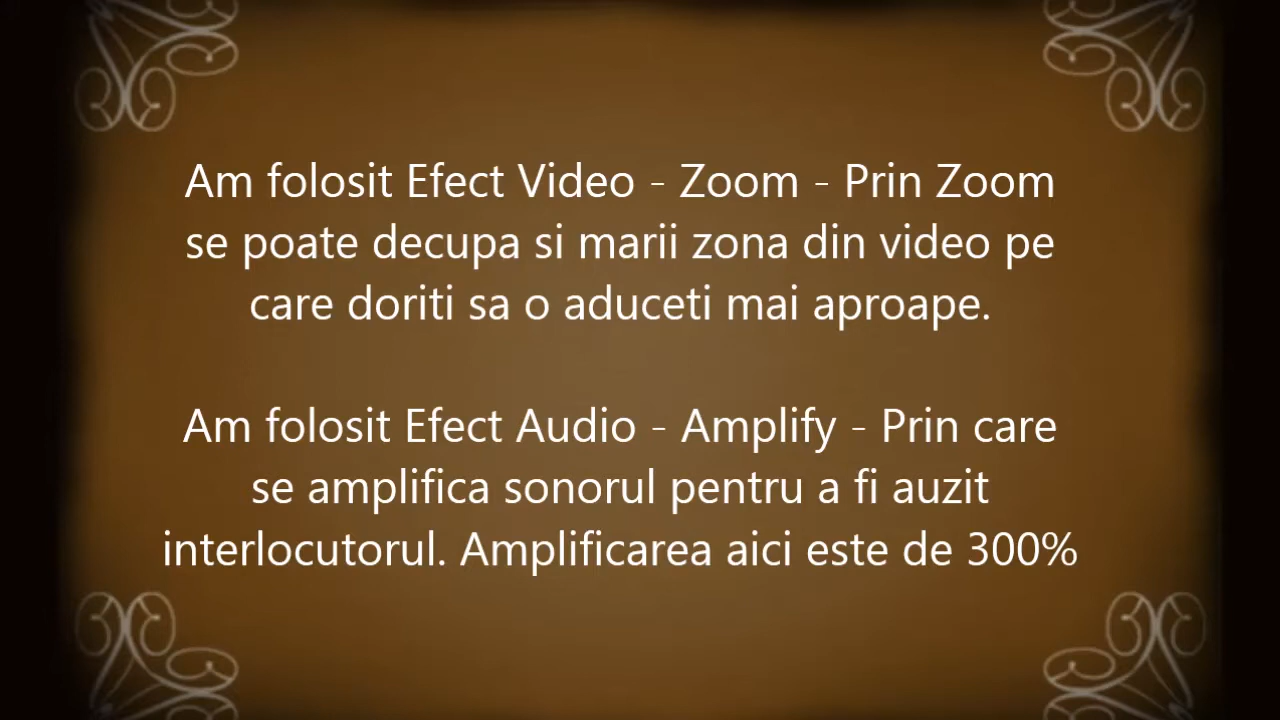 Am folosit Efect Video - Zoom - Prin Zoom
se poate decupa si marii zona din video pe
care doriti sa o aduceti mai aproape.
Am folosit Efect Audio - Amplify - Prin care
se amplifica sonorul pentru a fi auzit
interlocutorul. Amplificarea aici este de 300%